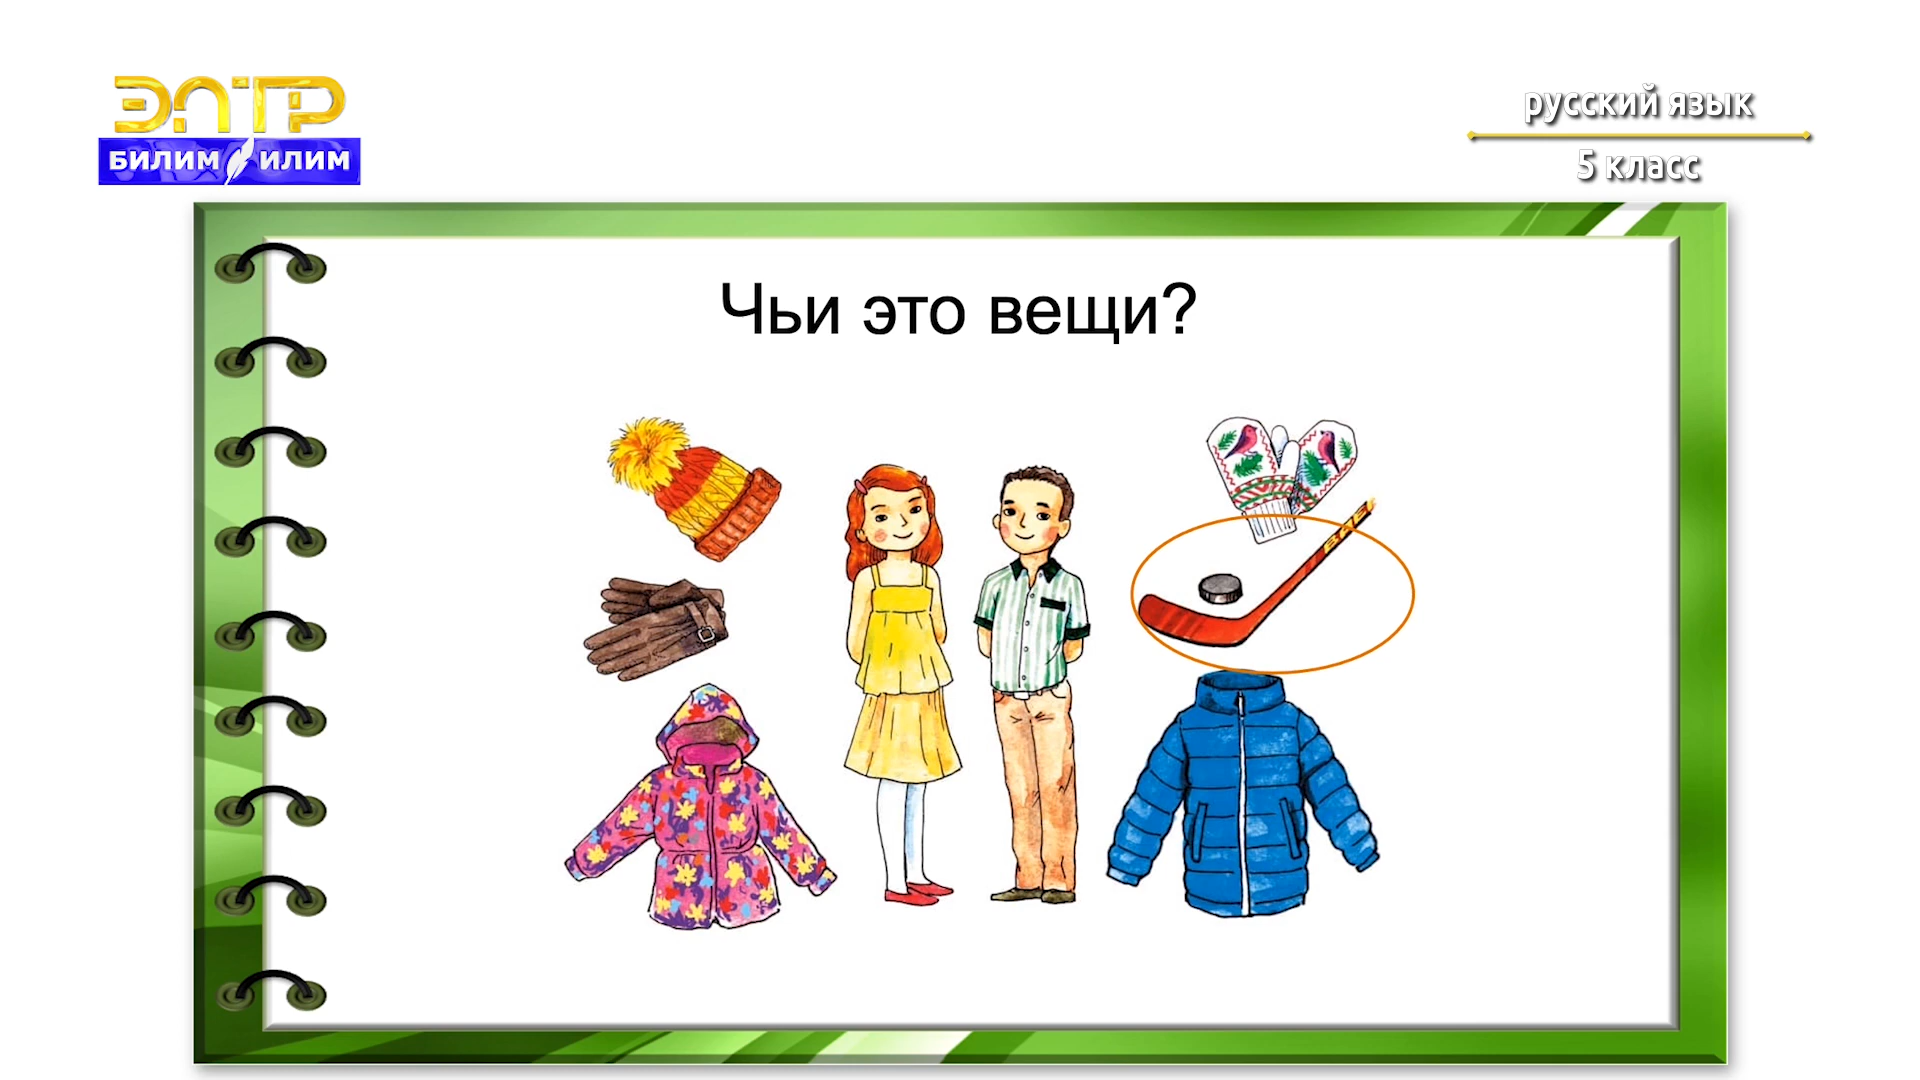 ЭЛТР
БИЛИМ ИЛИМ
русский язык
5 класс
Чьи это вещи?